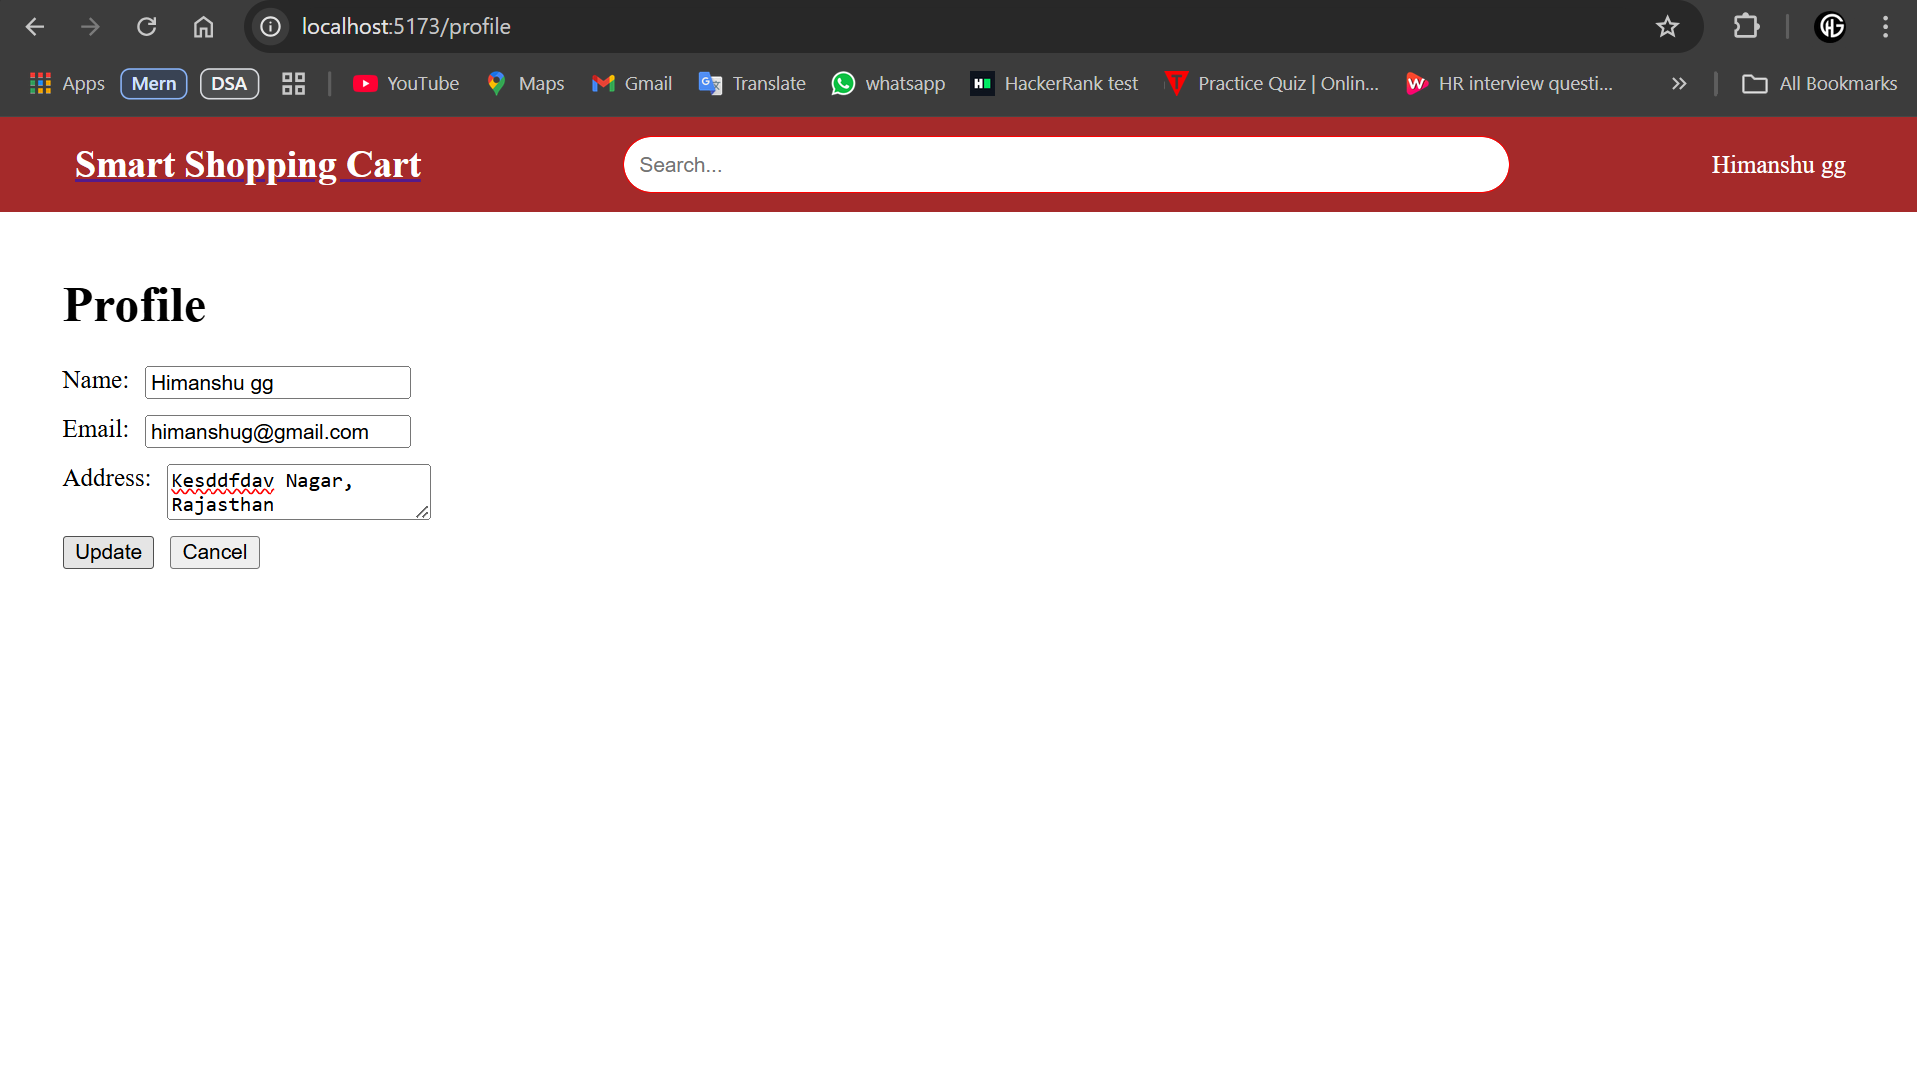 localhost:5173/profile
Apps Mern DSA YouTube Maps Gmail Translate whatsapp HackerRank test Practice Quiz | Onlin... HR interview questi... All Bookmarks
Smart Shopping Cart Search... Himanshu gg
Profile
Name: Himanshu gg
Email: himanshug@gmail.com
Address: Kesddfdav Nagar,
Rajasthan
Update Cancel